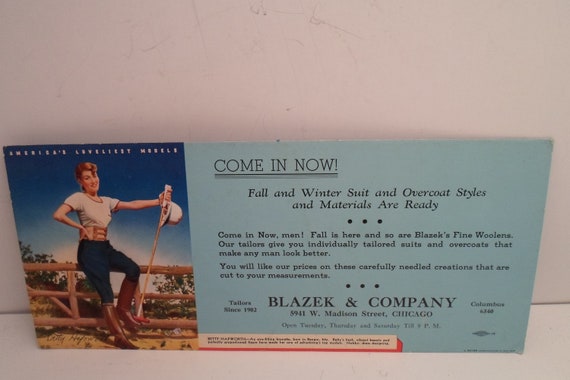 AMERICA'S LOVELIEST MODELS
COME IN NOW!
Fall and Winter Suit and Overcoat Styles
and Materials Are Ready
Come in Now, men! Fall is here and so are Blazek's Fine Woolens.
Our tailors give you individually tailored suits and overcoats that
make any man look better.
You will like our prices on these carefully needled creations that are
cut to your measurements.
Tailors
Since 1902
BLAZEK & COMPANY
5941 W. Madison Street, CHICAGO
Columbus
6240
Open Tuesday, Thursday and Saturday Till 9 P. M.
BETTY HAPWORTH